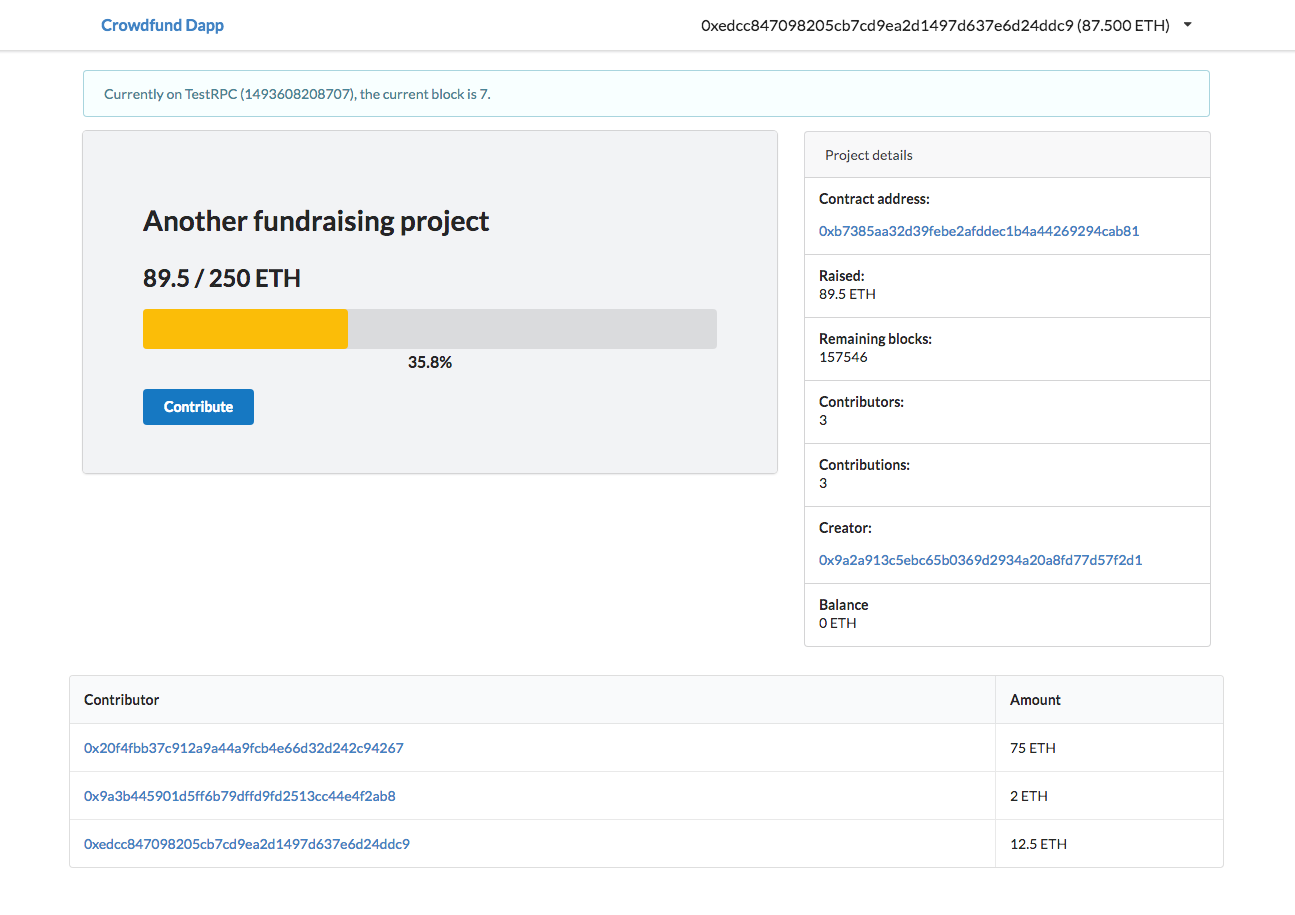 Crowdfund Dapp
0xedcc847098205cb7cd9ea2d1497d637e6d24ddc9 (87.500 ETH)
Currently on TestRPC (1493608208707), the current block is 7.
Another fundraising project
89.5 / 250 ETH
35.8%
Contribute
Project details
Contract address:
0xb7385aa32d39febe2afddec1b4a44269294cab81
Raised:
89.5 ETH
Remaining blocks:
157546
Contributors:
3
Contributions:
3
Creator:
0x9a2a913c5ebc65b0369d2934a20a8fd77d57f2d1
Balance
0 ETH
Contributor Amount
0x20f4fbb37c912a9a44a9fcb4e66d32d242c94267 75 ETH
0x9a3b445901d5ff6b79dffd9fd2513cc44e4f2ab8 2 ETH
0xedcc847098205cb7cd9ea2d1497d637e6d24ddc9 12.5 ETH